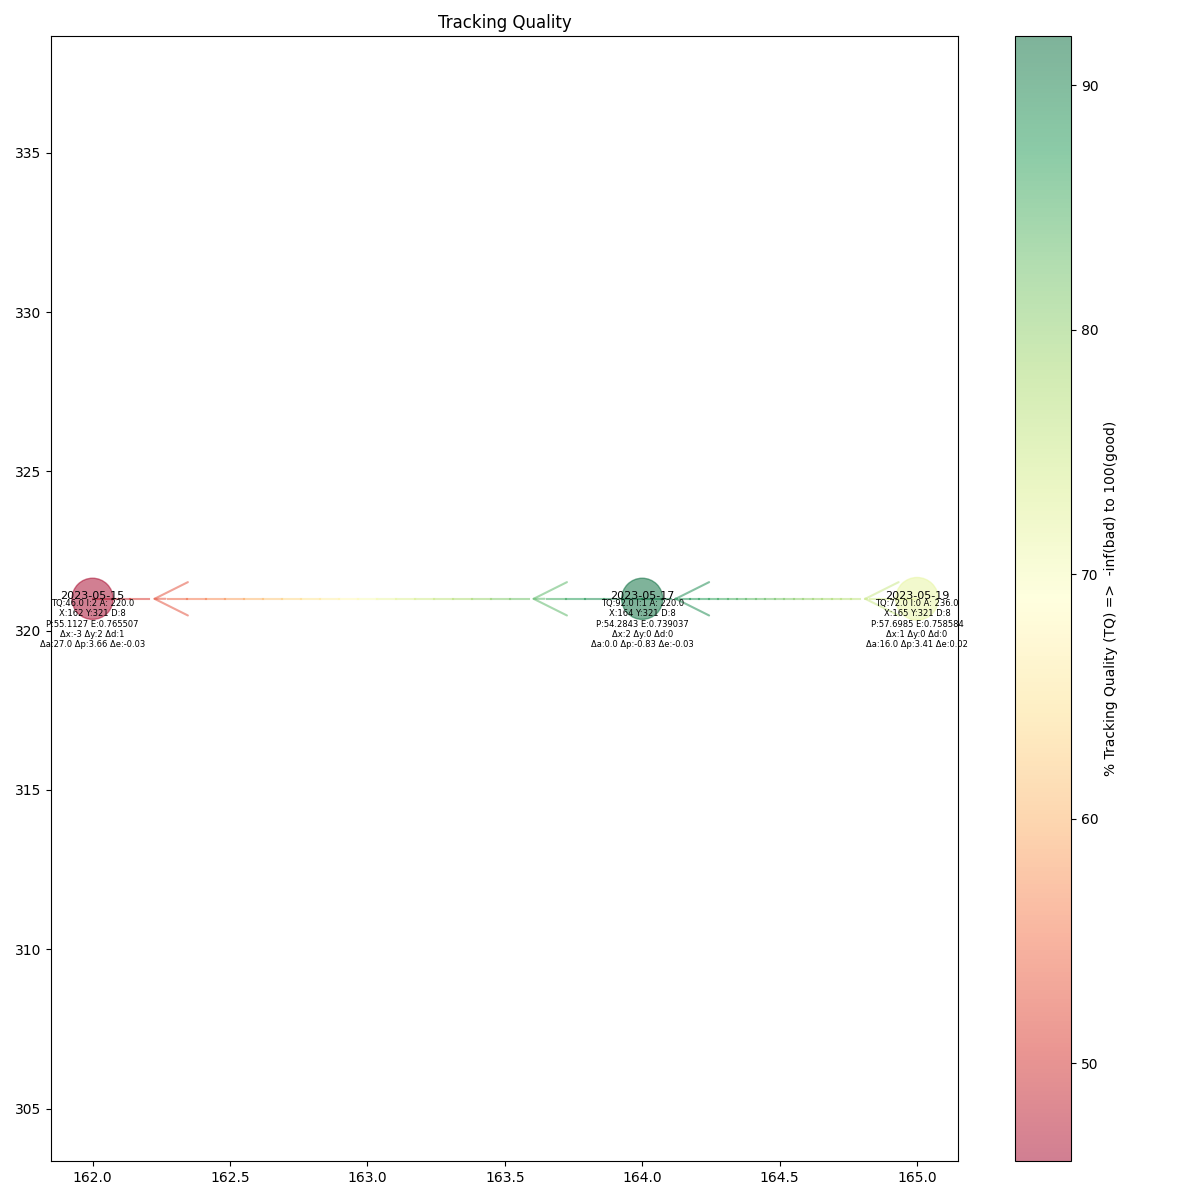 Tracking Quality
335
330
325
320
315
310
305
2023-05-15
TQ:46.0 I:2 A: 220.0
X:162 Y:321 D:8
P:55.1127 E:0.765507
Δx:-3 Δy:2 Δd:1
Δa:27.0 Δp:3.66 Δe:-0.03
2023-05-17
TQ:92.0 I:1 A: 220.0
X:164 Y:321 D:8
P:54.2843 E:0.739037
Δx:2 Δy:0 Δd:0
Δa:0.0 Δp:-0.83 Δe:-0.03
2023-05-19
TQ:72.0 I:0 A: 236.0
X:165 Y:321 D:8
P:57.6985 E:0.758584
Δx:1 Δy:0 Δd:0
Δa:16.0 Δp:3.41 Δe:0.02
162.0 162.5 163.0 163.5 164.0 164.5 165.0
90
80
70
60
50
% Tracking Quality (TQ) => -inf(bad) to 100(good)